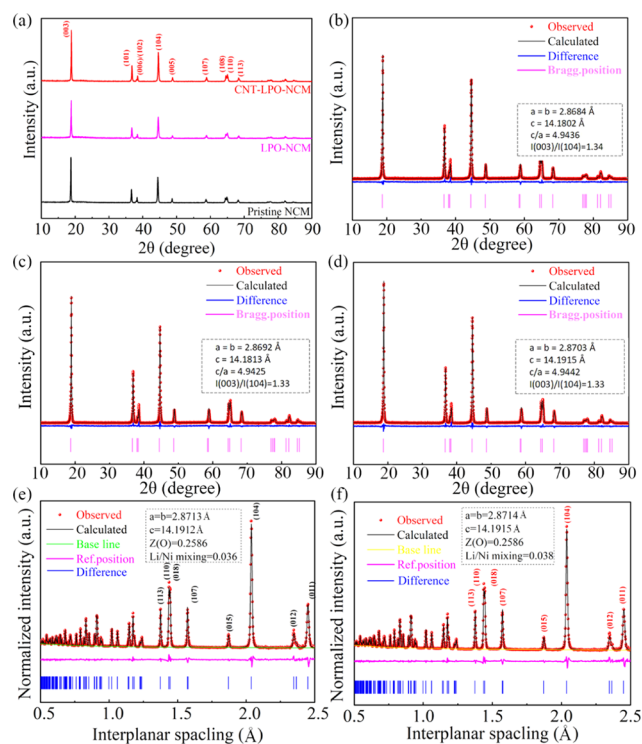 (a)
(003)
(101)
(006)/(102)
(104)
(005)
(107)
(108)
(110)
(113)
CNT-LPO-NCM
LPO-NCM
Pristine NCM
Intensity (a.u.)
10 20 30 40 50 60 70 80 90
2θ (degree)
(b)
Observed
Calculated
Difference
Bragg.position
a = b = 2.8684 Å
c = 14.1802 Å
c/a = 4.9436
I(003)/I(104)=1.34
Intensity (a.u.)
10 20 30 40 50 60 70 80 90
2θ (degree)
(c)
Observed
Calculated
Difference
Bragg.position
a = b = 2.8692 Å
c = 14.1813 Å
c/a = 4.9425
I(003)/I(104)=1.33
Intensity (a.u.)
10 20 30 40 50 60 70 80 90
2θ (degree)
(d)
Observed
Calculated
Difference
Bragg.position
a = b = 2.8703 Å
c = 14.1915 Å
c/a = 4.9442
I(003)/I(104)=1.33
Intensity (a.u.)
10 20 30 40 50 60 70 80 90
2θ (degree)
(e)
Observed
Calculated
Base line
Ref.position
Difference
a=b=2.8713 Å
c=14.1912 Å
Z(O)=0.2586
Li/Ni mixing=0.036
(113)
(110)
(018)
(107)
(015)
(104)
(012)
(011)
Normalized intensity (a.u.)
0.5 1.0 1.5 2.0 2.5
Interplanar spacling (Å)
(f)
Observed
Calculated
Base line
Ref.position
Difference
a=b=2.8714 Å
c=14.1915 Å
Z(O)=0.2586
Li/Ni mixing=0.038
(113)
(110)
(018)
(107)
(015)
(104)
(012)
(011)
Normalized intensity (a.u.)
0.5 1.0 1.5 2.0 2.5
Interplanar spacling (Å)